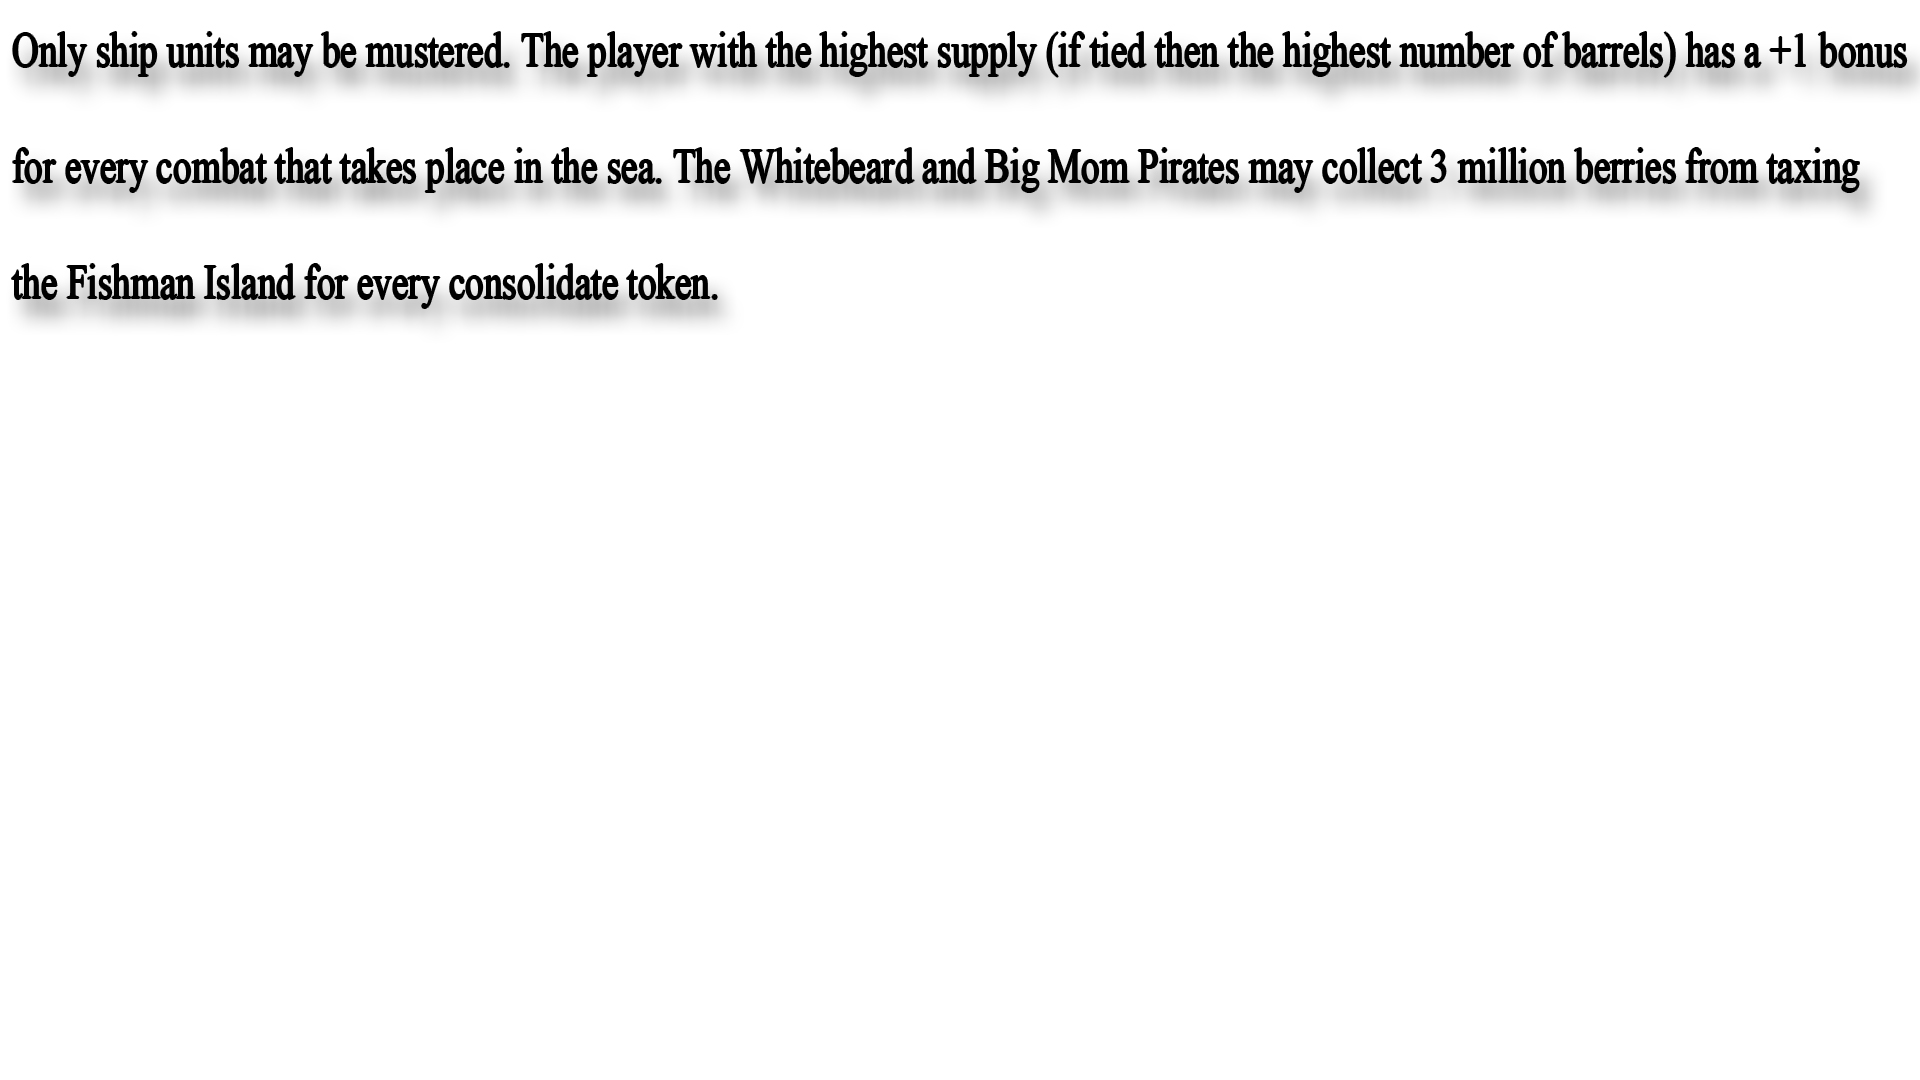 Only ship units may be mustered. The player with the highest supply (if tied then the highest number of barrels) has a +1 bonus
for every combat that takes place in the sea. The Whitebeard and Big Mom Pirates may collect 3 million berries from taxing
the Fishman Island for every consolidate token.